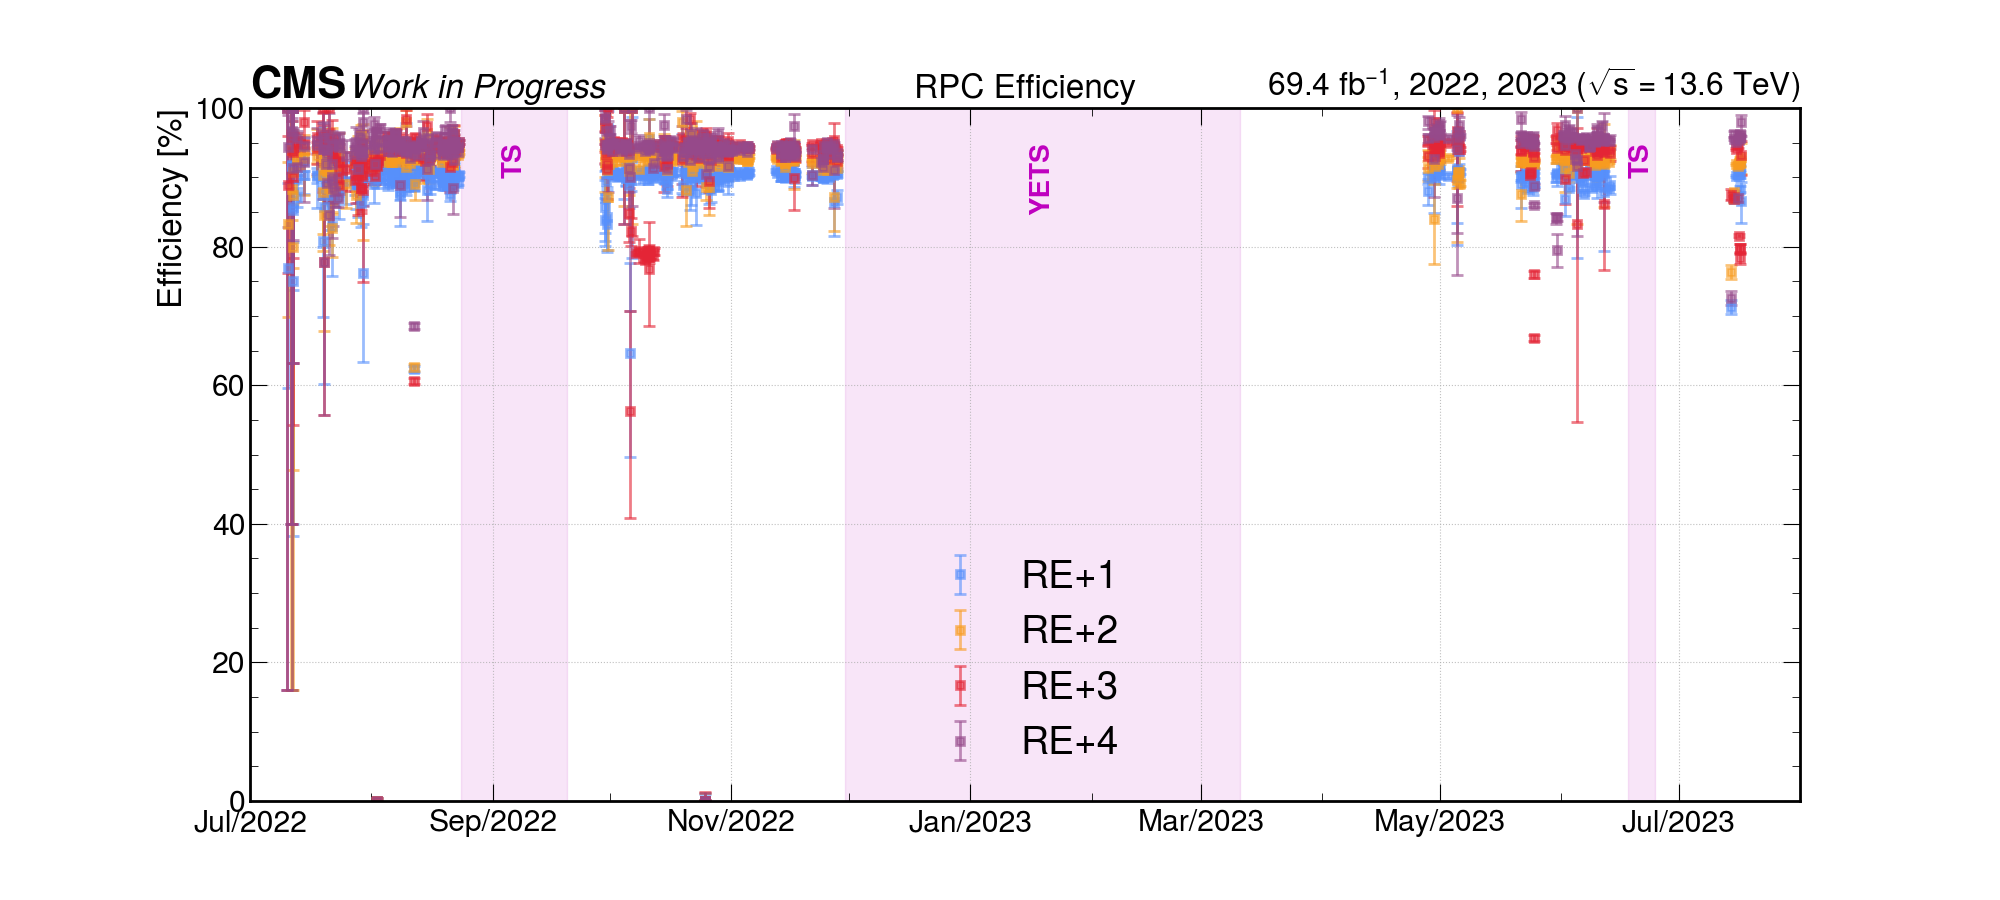 CMS Work in Progress RPC Efficiency 69.4 fb⁻¹, 2022, 2023 (√s = 13.6 TeV)
Efficiency [%]
100
80
60
40
20
0
TS
YETS
TS
RE+1
RE+2
RE+3
RE+4
Jul/2022 Sep/2022 Nov/2022 Jan/2023 Mar/2023 May/2023 Jul/2023